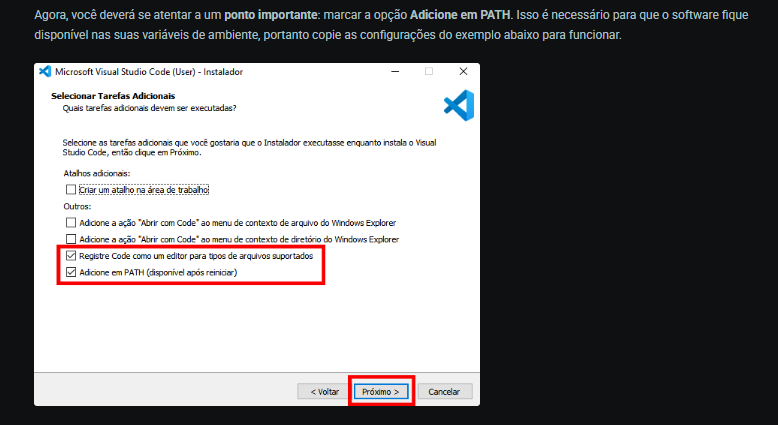 Agora, você deverá se atentar a um ponto importante: marcar a opção Adicione em PATH. Isso é necessário para que o software fique
disponível nas suas variáveis de ambiente, portanto copie as configurações do exemplo abaixo para funcionar.
Microsoft Visual Studio Code (User) - Instalador
Selecionar Tarefas Adicionais
Quais tarefas adicionais devem ser executadas?
Selecione as tarefas adicionais que você gostaria que o Instalador executasse enquanto instala o Visual
Studio Code, então clique em Próximo.
Atalhos adicionais:
Criar um atalho na área de trabalho
Outros:
Adicione a ação "Abrir com Code" ao menu de contexto de arquivo do Windows Explorer
Adicione a ação "Abrir com Code" ao menu de contexto de diretório do Windows Explorer
Registre Code como um editor para tipos de arquivos suportados
Adicione em PATH (disponível após reiniciar)
< Voltar Próximo > Cancelar